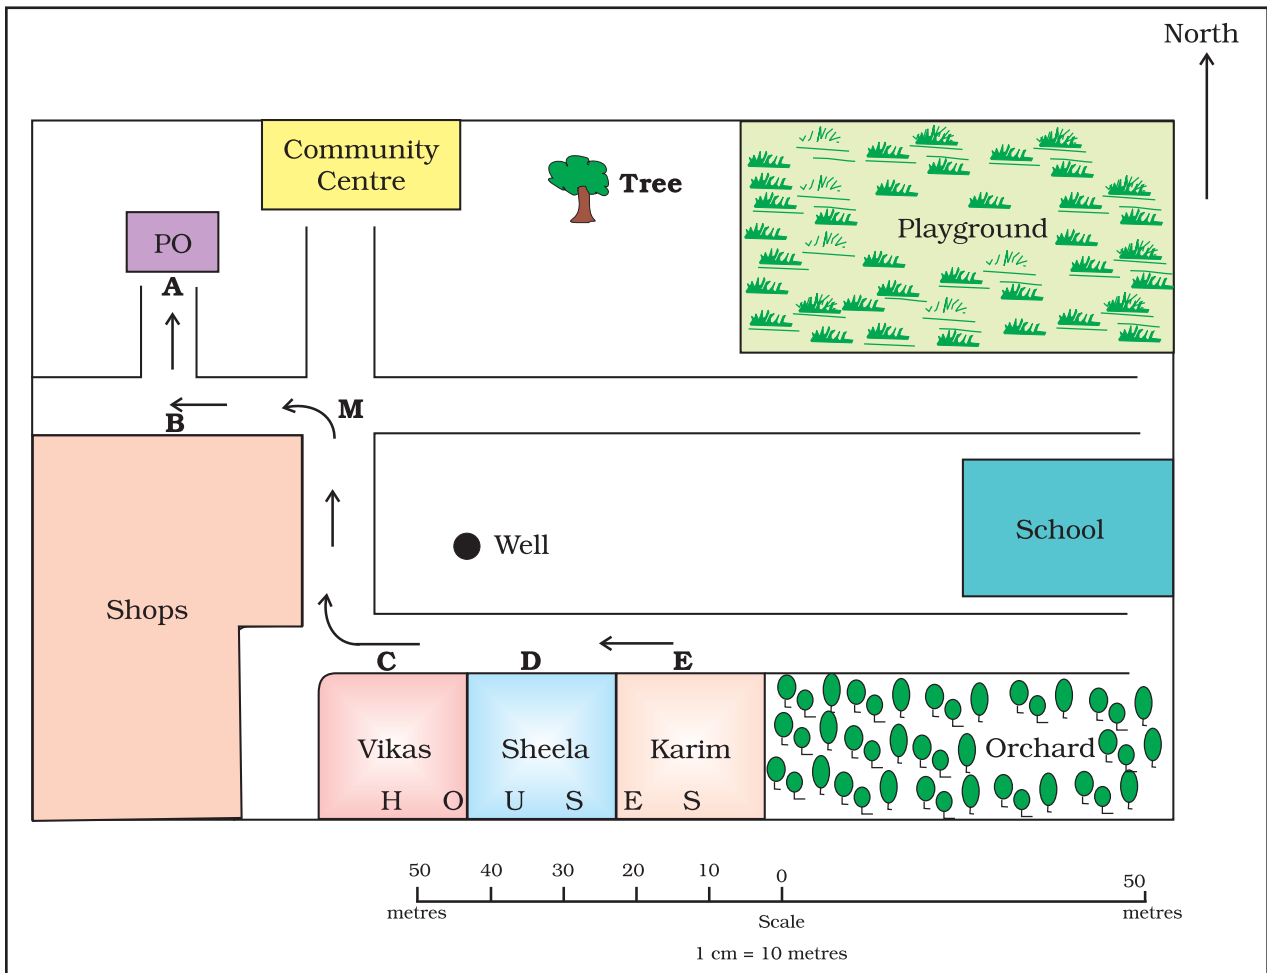 North
Community
Centre
Tree
PO
Playground
A
M
B
School
Well
Shops
C D E
Vikas Sheela Karim Orchard
H O U S E S
50 40 30 20 10 0 50
metres metres
Scale
1 cm = 10 metres